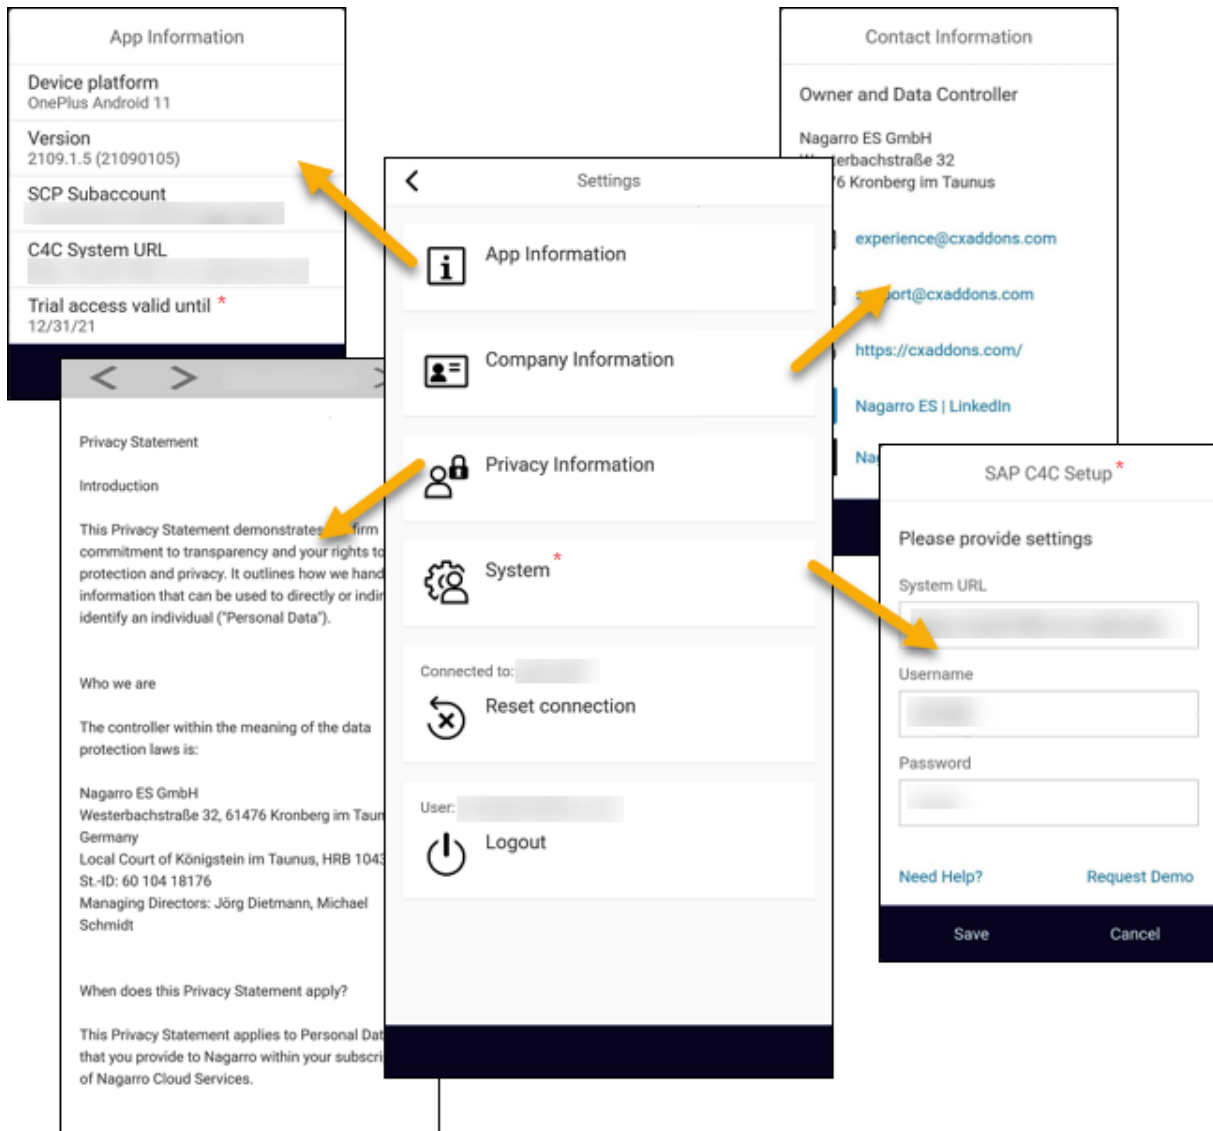 App Information
Device platform
OnePlus Android 11
Version
2109.1.5 (21090105)
SCP Subaccount
C4C System URL
Trial access valid until *
12/31/21
Privacy Statement
Introduction
This Privacy Statement demonstrates firm
commitment to transparency and your rights to
protection and privacy. It outlines how we hand
information that can be used to directly or indir
identify an individual ("Personal Data").
Who we are
The controller within the meaning of the data
protection laws is:
Nagarro ES GmbH
Westerbachstraße 32, 61476 Kronberg im Taun
Germany
Local Court of Königstein im Taunus, HRB 1043
St.-ID: 60 104 18176
Managing Directors: Jörg Dietmann, Michael
Schmidt
When does this Privacy Statement apply?
This Privacy Statement applies to Personal Dat
that you provide to Nagarro within your subscri
of Nagarro Cloud Services.
Settings
App Information
Company Information
Privacy Information
System *
Connected to:
Reset connection
User:
Logout
Contact Information
Owner and Data Controller
Nagarro ES GmbH
erbachstraße 32
6 Kronberg im Taunus
experience@cxaddons.com
https://cxaddons.com/
Nagarro ES | LinkedIn
Nag
SAP C4C Setup *
Please provide settings
System URL
Username
Password
Need Help?
Request Demo
Save
Cancel